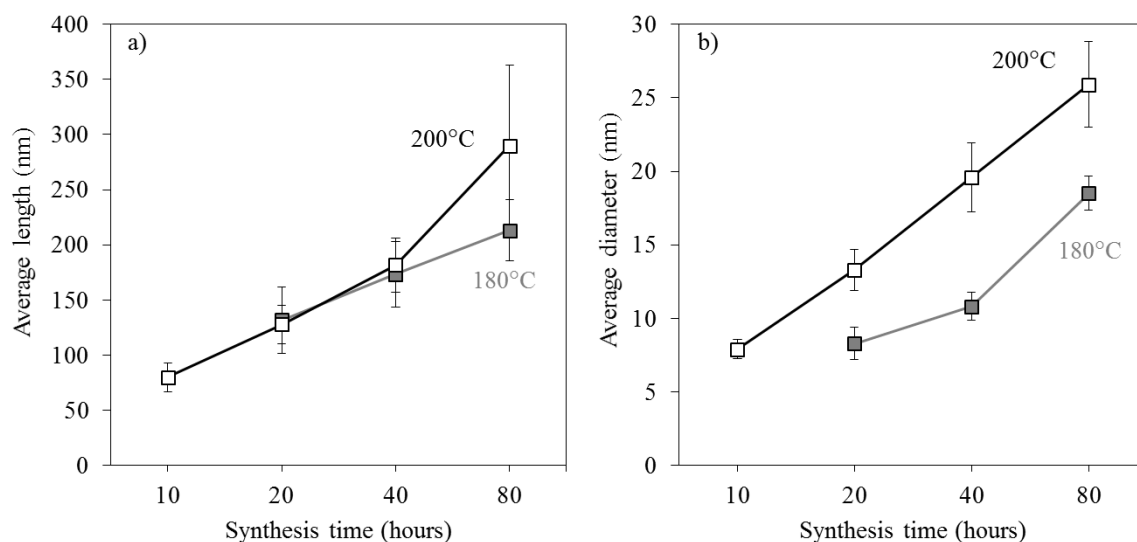 a)
400
350
300
250
200
150
100
50
0
Average length (nm)
200°C
180°C
10 20 40 80
Synthesis time (hours)
b)
30
25
20
15
10
5
0
Average diameter (nm)
200°C
180°C
10 20 40 80
Synthesis time (hours)